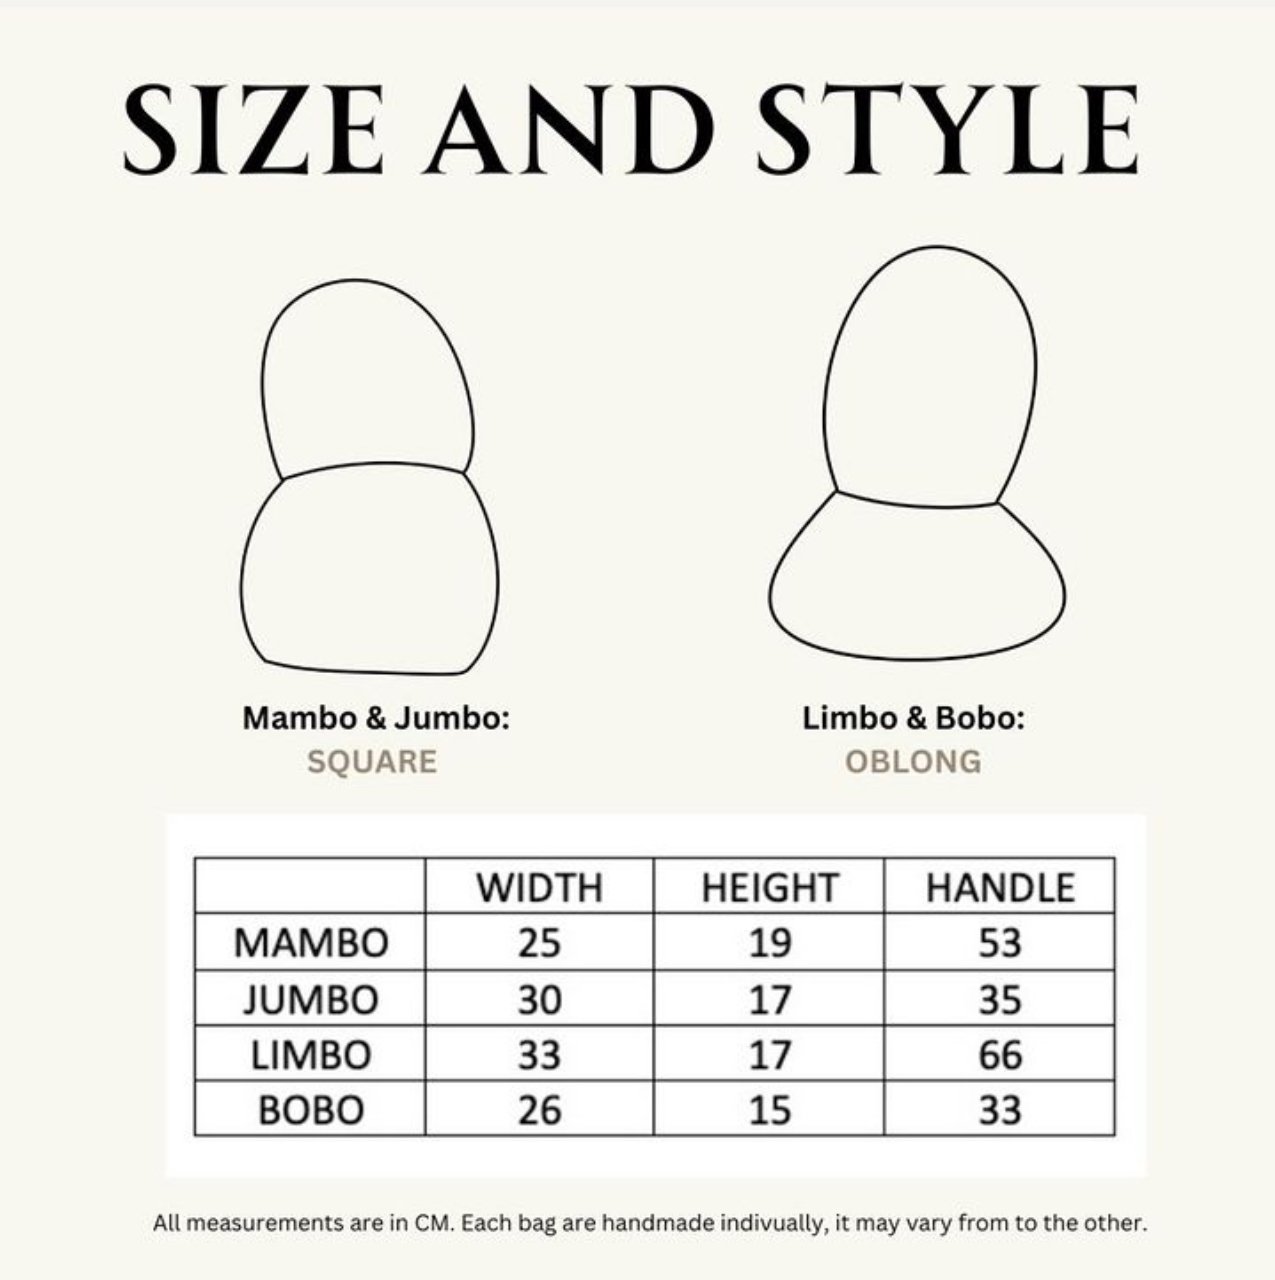 SIZE AND STYLE
Mambo & Jumbo:
SQUARE
Limbo & Bobo:
OBLONG
WIDTH HEIGHT HANDLE
MAMBO 25 19 53
JUMBO 30 17 35
LIMBO 33 17 66
BOBO 26 15 33
All measurements are in CM. Each bag are handmade indivually, it may vary from to the other.